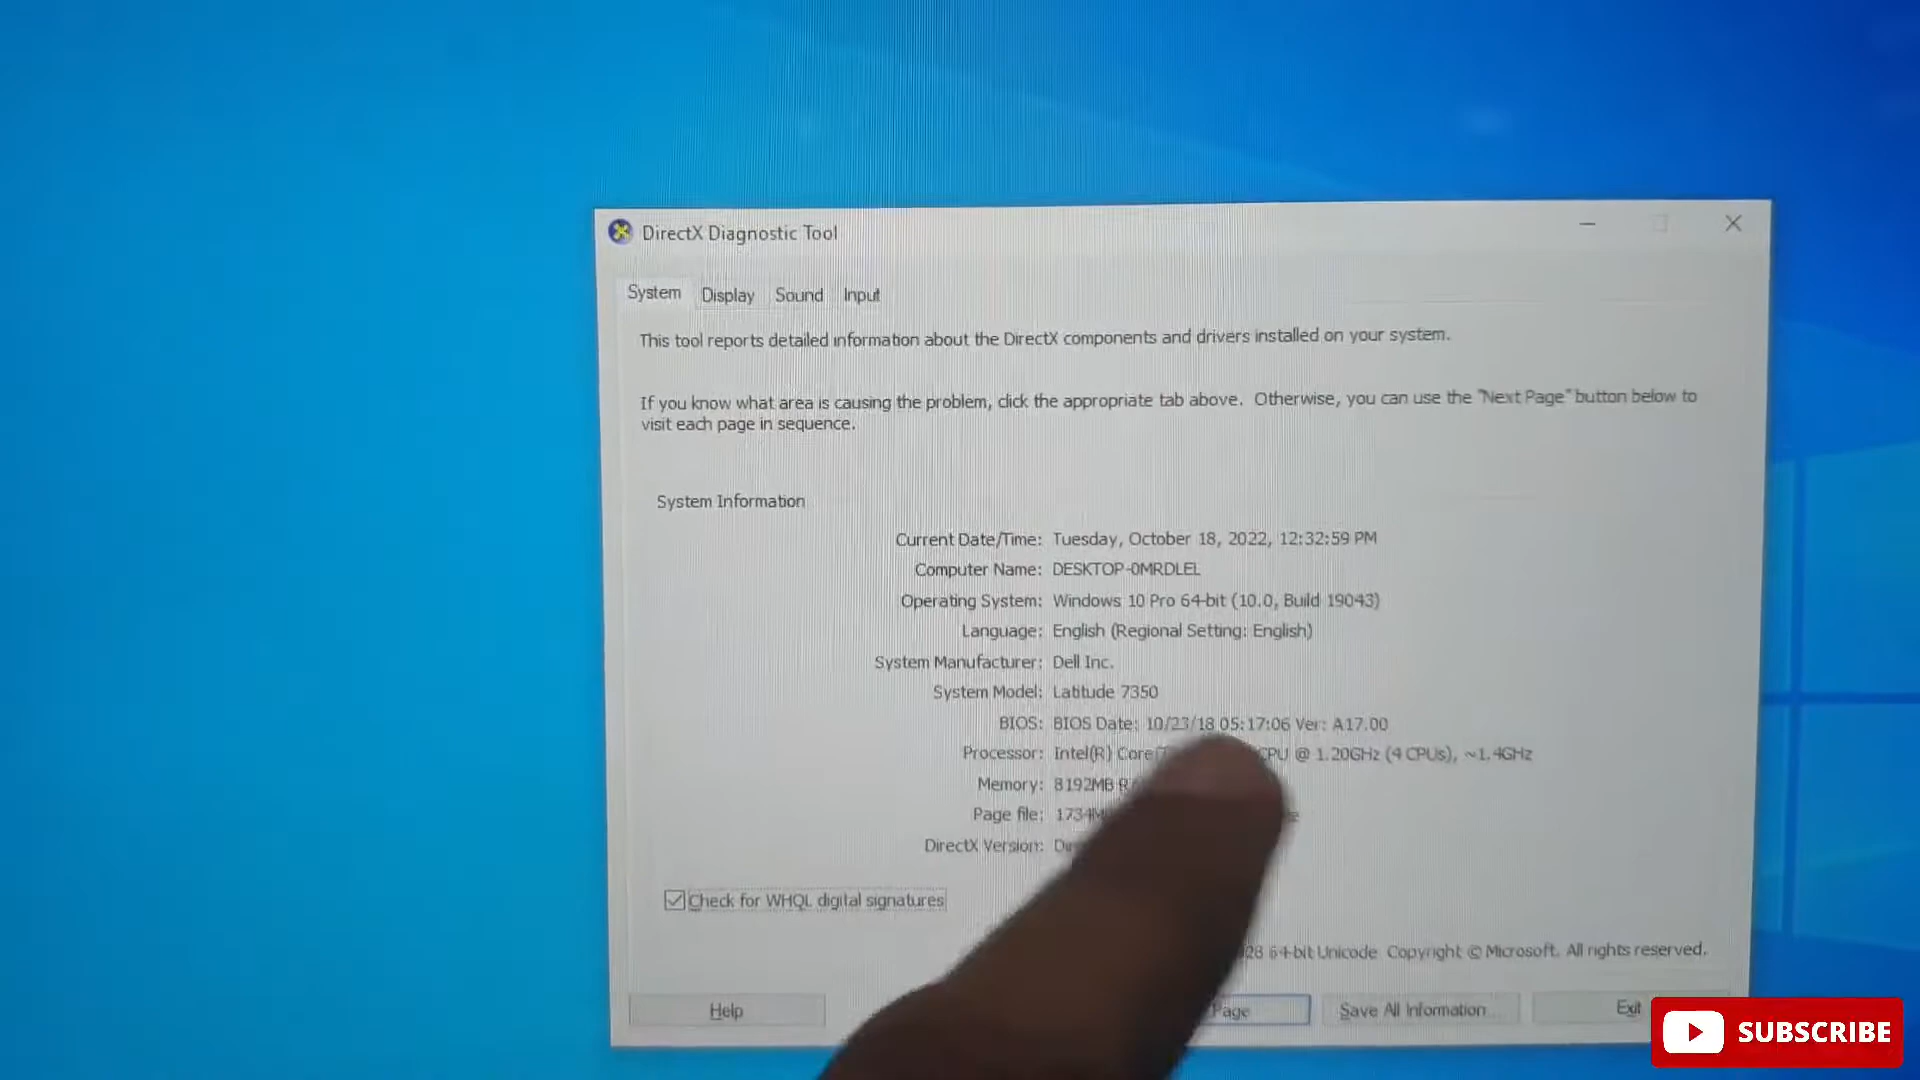 DirectX Diagnostic Tool
System Display Sound Input
This tool reports detailed information about the DirectX components and drivers installed on your system.
If you know what area is causing the problem, click the appropriate tab above. Otherwise, you can use the "Next Page" button below to
visit each page in sequence.
System Information
Current Date/Time: Tuesday, October 18, 2022, 12:32:59 PM
Computer Name: DESKTOP-0MRDLEL
Operating System: Windows 10 Pro 64-bit (10.0, Build 19043)
Language: English (Regional Setting: English)
System Manufacturer: Dell Inc.
System Model: Latitude 7350
BIOS: BIOS Date: 10/23/18 05:17:06 Ver: A17.00
Processor: Intel(R) Core CPU @ 1.20GHz (4 CPUs), ~1.4GHz
Memory: 8192MB
Page file: 1734M
DirectX Version:
Check for WHQL digital signatures
64-bit Unicode Copyright © Microsoft. All rights reserved.
Help Page Save All Information... Exit
SUBSCRIBE